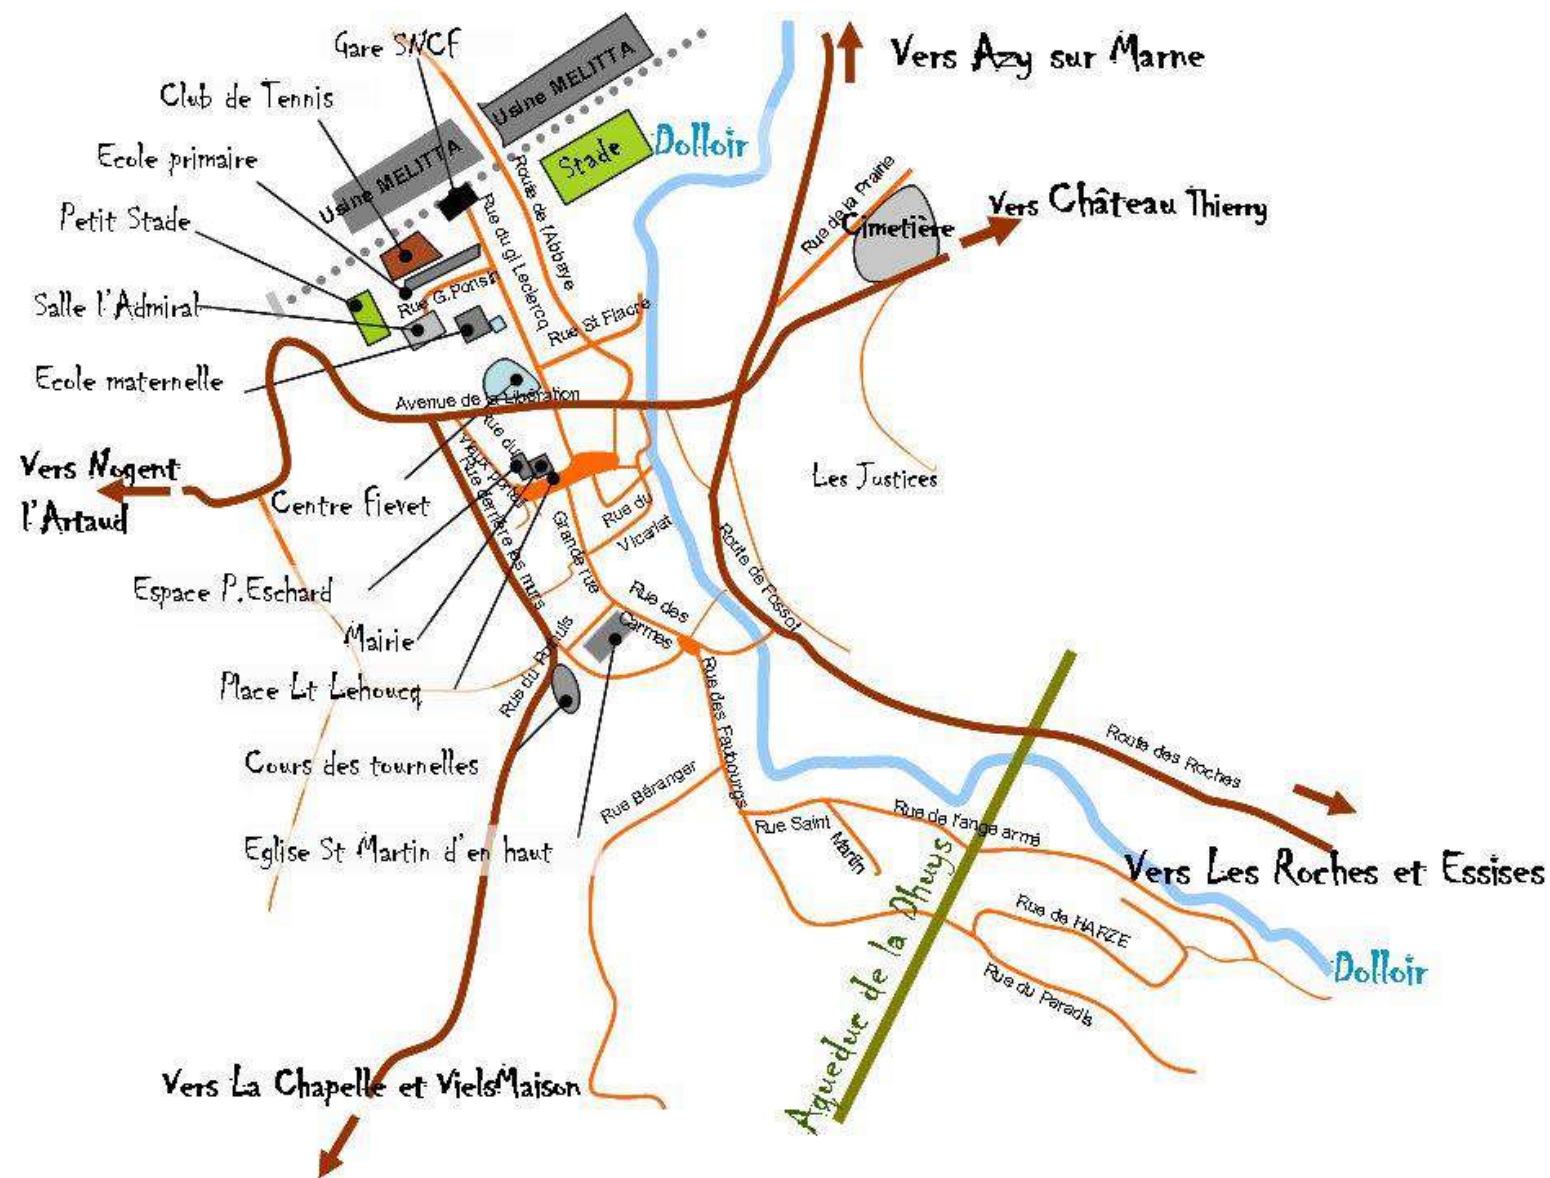 Gare SNCF
Usine MELITTA
Vers Azy sur Marne
Club de Tennis
Ecole primaire
Usine MELITTA
Stade
Dolloir
Route de l'Abbaye
Rue de la Prairie
Cimetière
Vers Château Thierry
Petit Stade
Rue du gl Leclercq
Rue G.Ponsin
Salle l'Admiral
Rue St Fiacre
Ecole maternelle
Avenue de la Libération
Rue du
Vieux portail
Rue derrière les murs
Vers Nogent
l'Artaud
Centre Fievet
Les Justices
Rue du
Vicariat
Grande rue
Route de Fossoi
Espace P.Eschard
Rue des
Carmes
Mairie
Rue du Patouis
Place Lt Lehoucq
Rue des Faubourgs
Cours des tournelles
Route des Roches
Rue Béranger
Rue Saint
Martin
Rue de l'ange armé
Eglise St Martin d'en haut
Vers Les Roches et Essises
Aqueduc de la Dhuys
Rue de HARZE
Dolloir
Rue du Paradis
Vers La Chapelle et VielsMaison